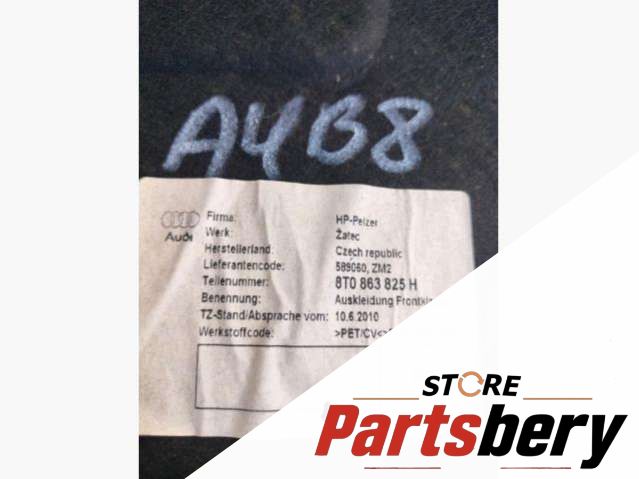 A4B8
Audi
Firma: HP-Pelzer
Werk: Žatec
Herstellerland: Czech republic
Lieferantencode: 589060, ZM2
Teilenummer: 8T0 863 825 H
Benennung: Auskleidung
TZ-Stand/Absprache vom: 10.6.2010
Werkstoffcode: >PET/CV<
STORE
Partsbery